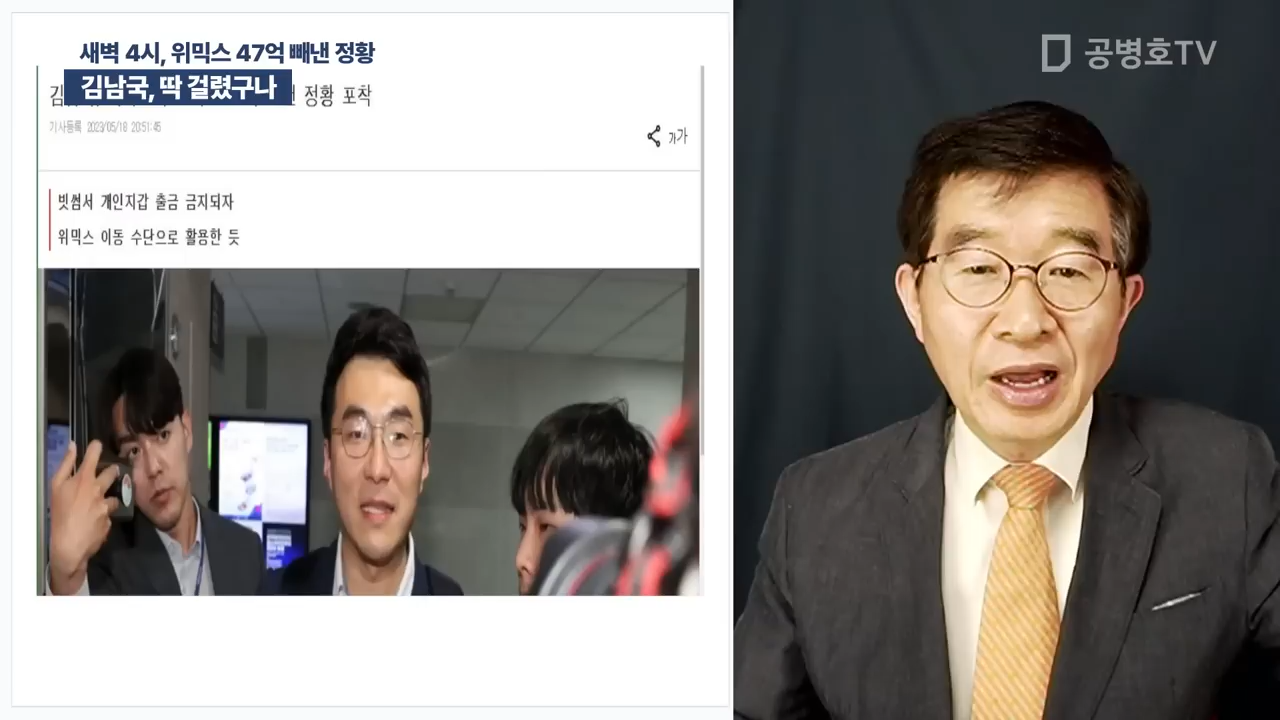 새벽 4시, 위믹스 47억 빼낸 정황
김남국, 딱 걸렸구나
공병호TV
정황 포착
기사등록 2023/05/18 20:51:45
가가
빗썸서 개인지갑 출금 금지되자
위믹스 이동 수단으로 활용한 듯